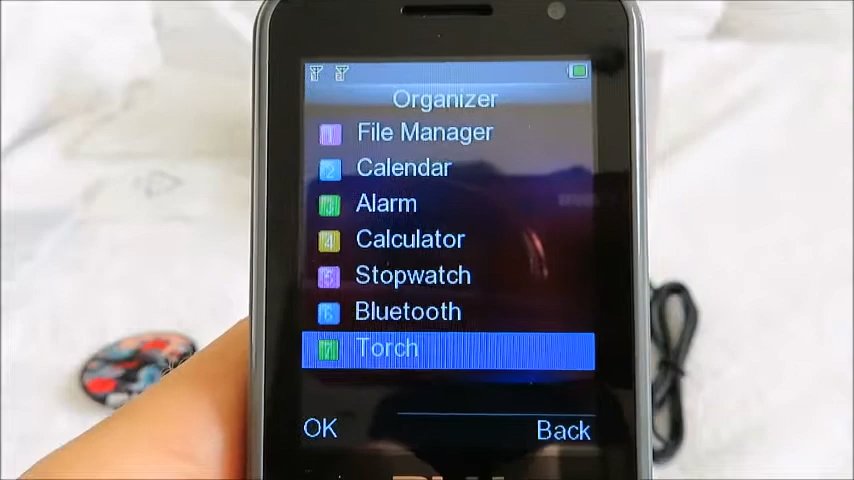 Organizer
1 File Manager
2 Calendar
3 Alarm
4 Calculator
5 Stopwatch
6 Bluetooth
7 Torch
OK Back